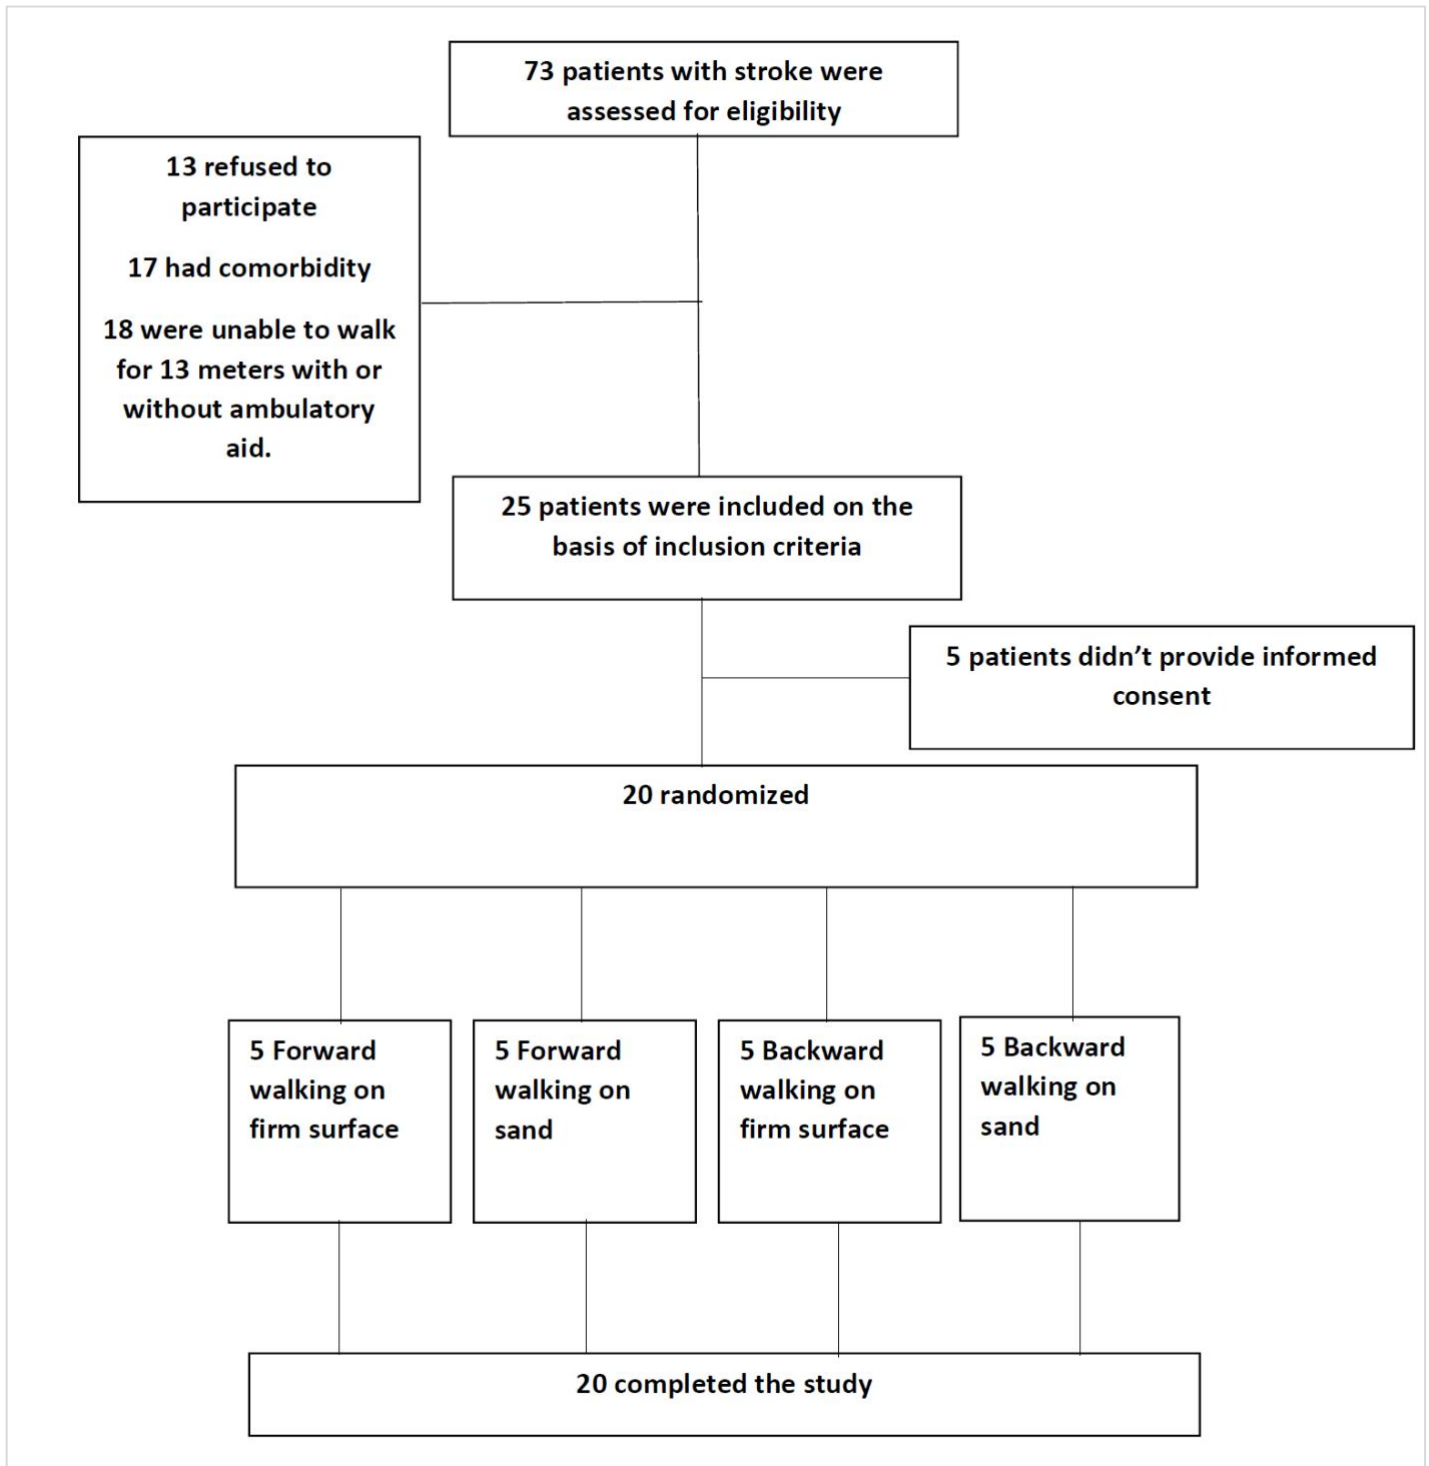 73 patients with stroke were
assessed for eligibility
13 refused to
participate
17 had comorbidity
18 were unable to walk
for 13 meters with or
without ambulatory
aid.
25 patients were included on the
basis of inclusion criteria
5 patients didn’t provide informed
consent
20 randomized
5 Forward
walking on
firm surface
5 Forward
walking on
sand
5 Backward
walking on
firm surface
5 Backward
walking on
sand
20 completed the study